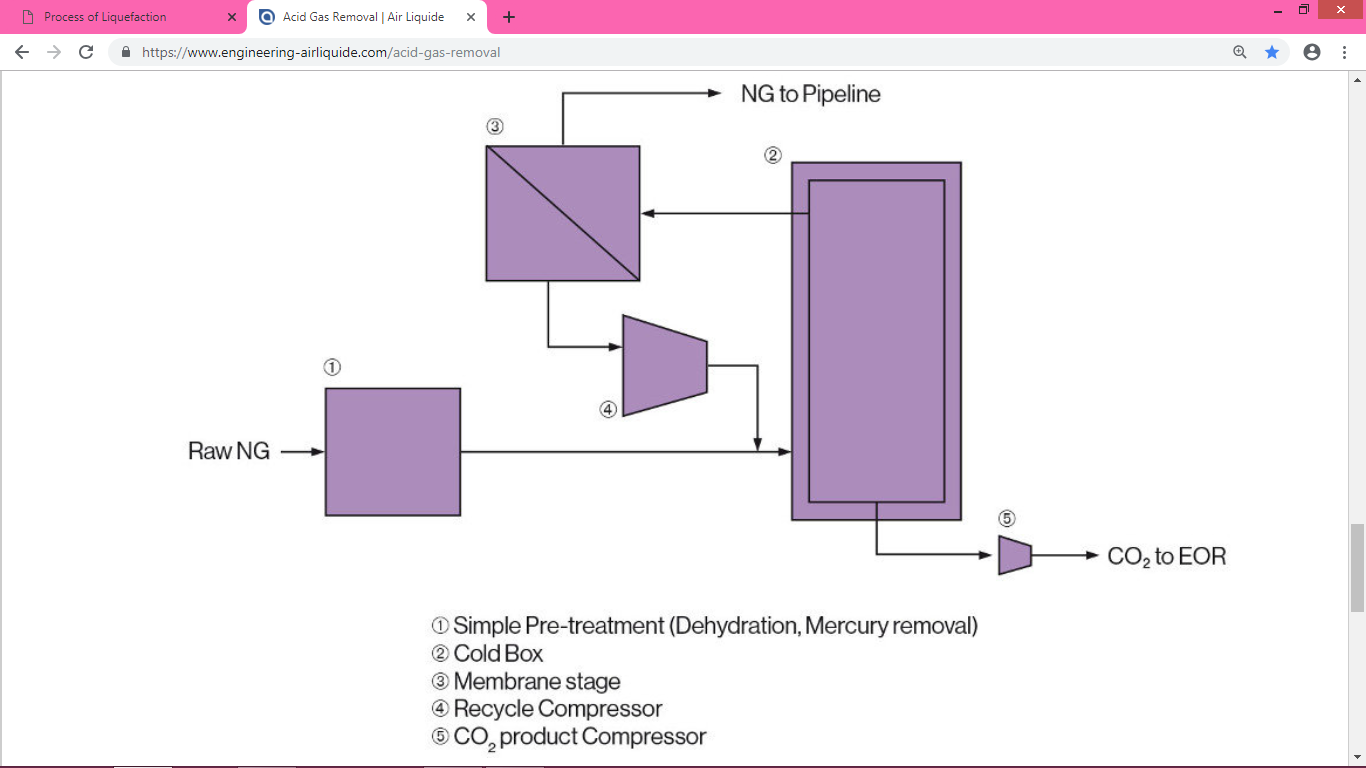 Process of Liquefaction
Acid Gas Removal | Air Liquide
https://www.engineering-airliquide.com/acid-gas-removal
NG to Pipeline
③
②
①
④
Raw NG
⑤
CO₂ to EOR
① Simple Pre-treatment (Dehydration, Mercury removal)
② Cold Box
③ Membrane stage
④ Recycle Compressor
⑤ CO₂ product Compressor